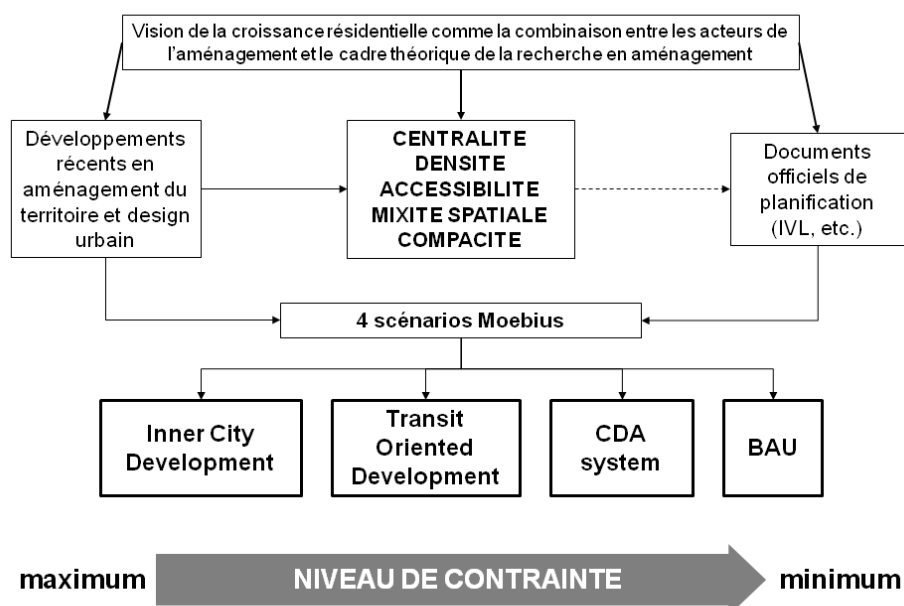 Vision de la croissance résidentielle comme la combinaison entre les acteurs de
l'aménagement et le cadre théorique de la recherche en aménagement
Développements
récents en
aménagement du
territoire et design
urbain
CENTRALITE
DENSITE
ACCESSIBILITE
MIXITE SPATIALE
COMPACITE
Documents
officiels de
planification
(IVL, etc.)
4 scénarios Moebius
Inner City
Development
Transit
Oriented
Development
CDA
system
BAU
maximum
NIVEAU DE CONTRAINTE
minimum